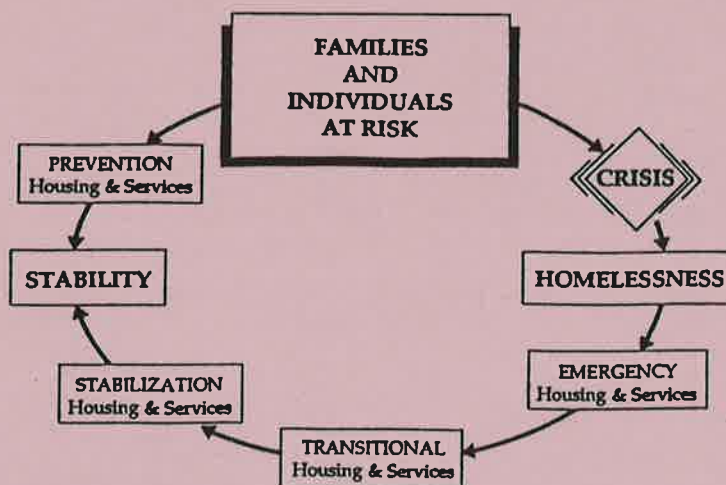 FAMILIES
AND
INDIVIDUALS
AT RISK
PREVENTION
Housing & Services
CRISIS
STABILITY
HOMELESSNESS
STABILIZATION
Housing & Services
EMERGENCY
Housing & Services
TRANSITIONAL
Housing & Services